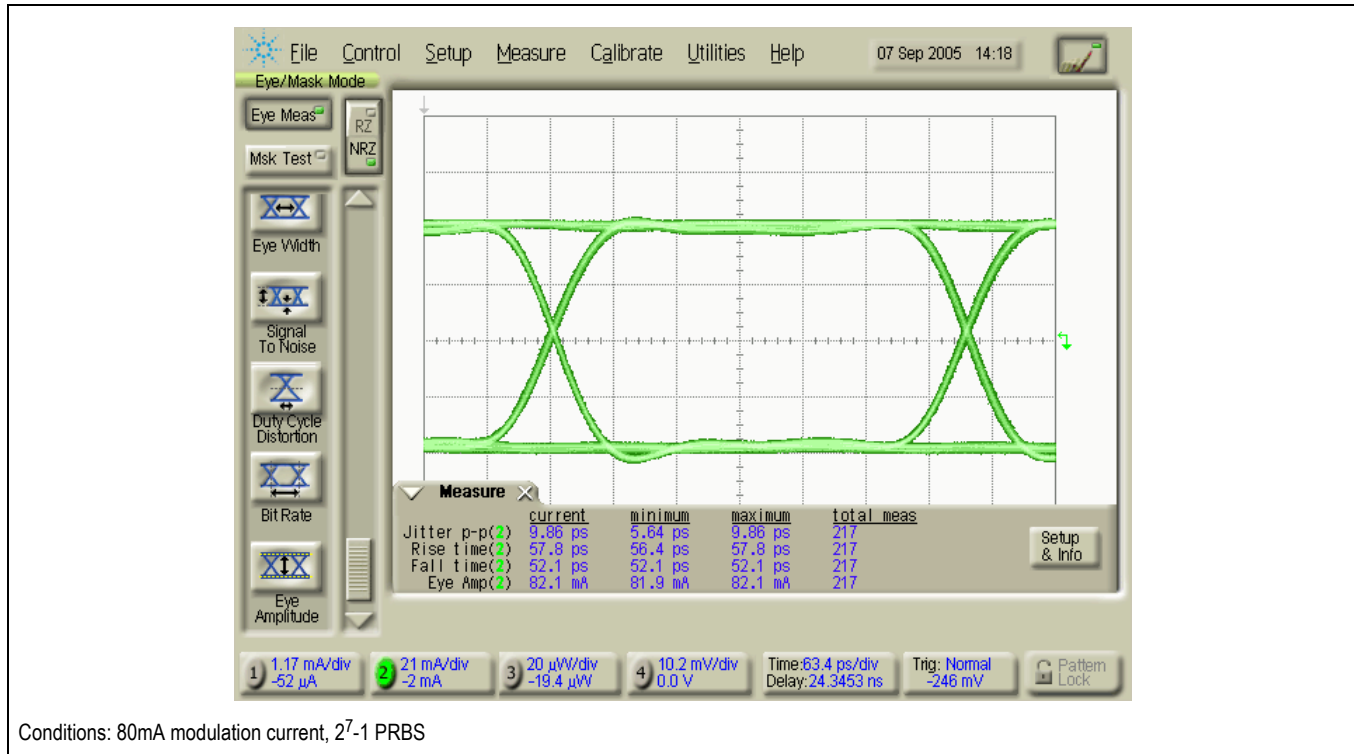 File Control Setup Measure Calibrate Utilities Help 07 Sep 2005 14:18
Eye/Mask Mode
Eye Meas
RZ
NRZ
Msk Test
Eye Width
Signal
To Noise
Duty Cycle
Distortion
Bit Rate
Eye
Amplitude
Measure
current minimum maximum total meas
Jitter p-p(2) 9.86 ps 5.64 ps 9.86 ps 217
Rise time(2) 57.8 ps 56.4 ps 57.8 ps 217
Fall time(2) 52.1 ps 52.1 ps 52.1 ps 217
Eye Amp(2) 82.1 mA 81.9 mA 82.1 mA 217
Setup
& Info
1) 1.17 mA/div
-52 µA
2) 21 mA/div
-2 mA
3) 20 µW/div
-19.4 µW
4) 10.2 mV/div
0.0 V
Time:63.4 ps/div
Delay:24.3453 ns
Trig: Normal
-246 mV
Pattern
Lock
Conditions: 80mA modulation current, 2⁷-1 PRBS